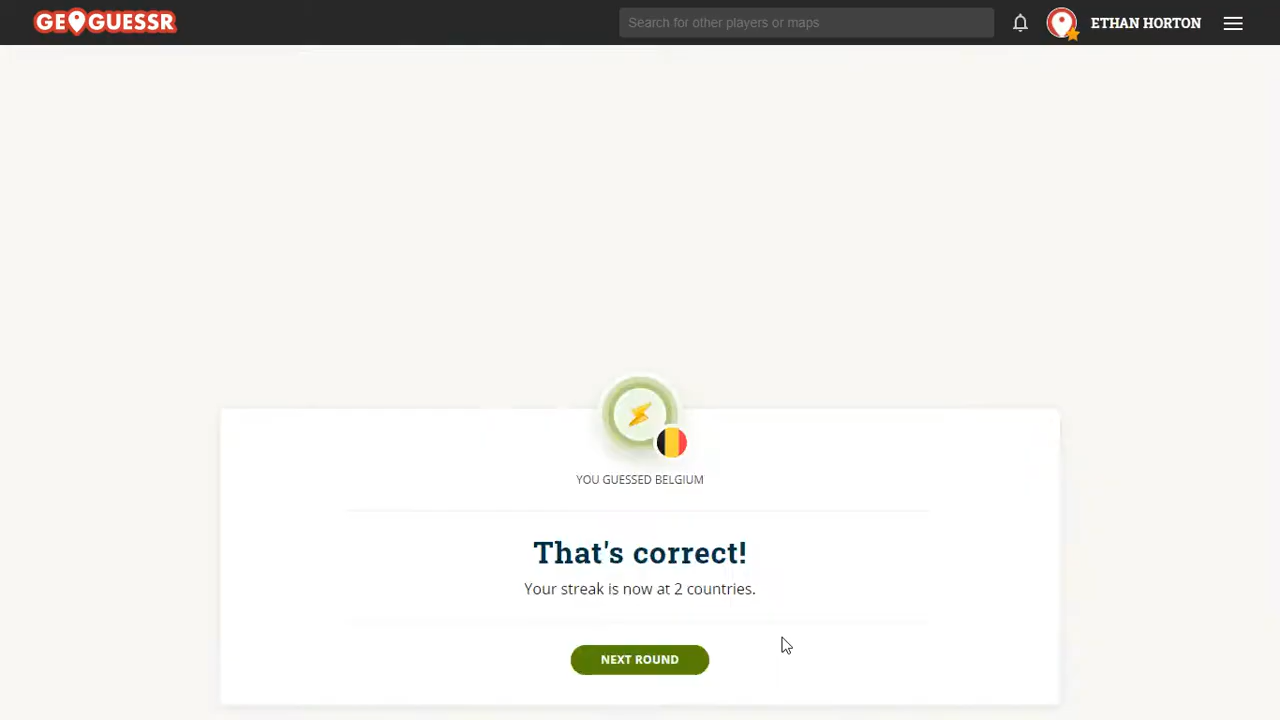 GEOGUESSR
Search for other players or maps
ETHAN HORTON
YOU GUESSED BELGIUM
That's correct!
Your streak is now at 2 countries.
NEXT ROUND